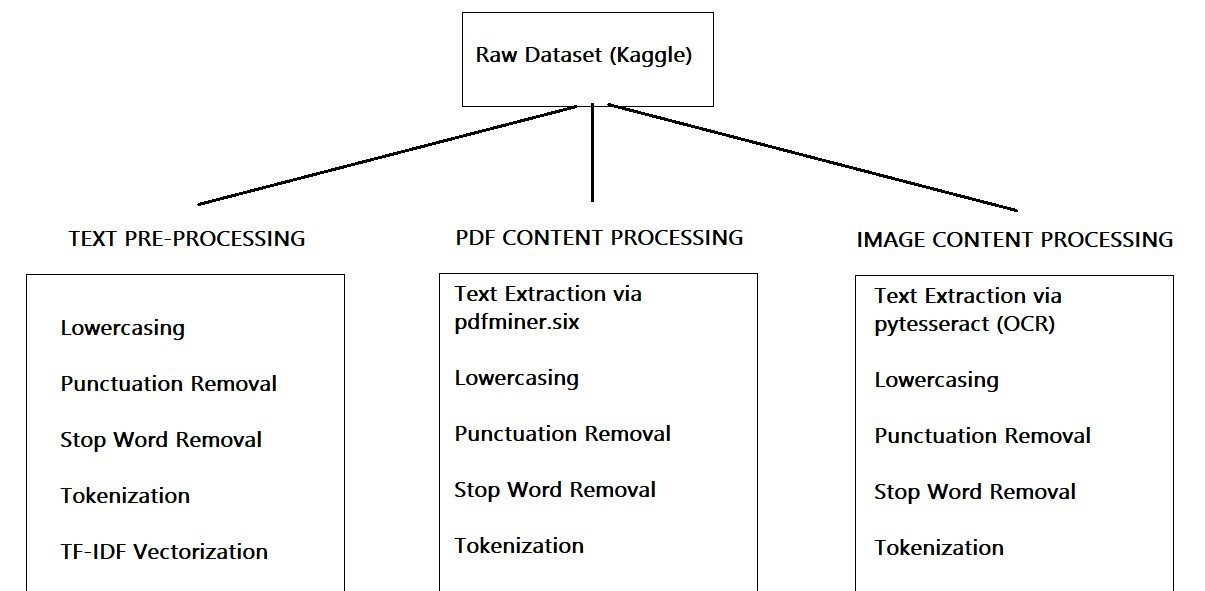 Raw Dataset (Kaggle)
TEXT PRE-PROCESSING
Lowercasing
Punctuation Removal
Stop Word Removal
Tokenization
TF-IDF Vectorization
PDF CONTENT PROCESSING
Text Extraction via
pdfminer.six
Lowercasing
Punctuation Removal
Stop Word Removal
Tokenization
IMAGE CONTENT PROCESSING
Text Extraction via
pytesseract (OCR)
Lowercasing
Punctuation Removal
Stop Word Removal
Tokenization